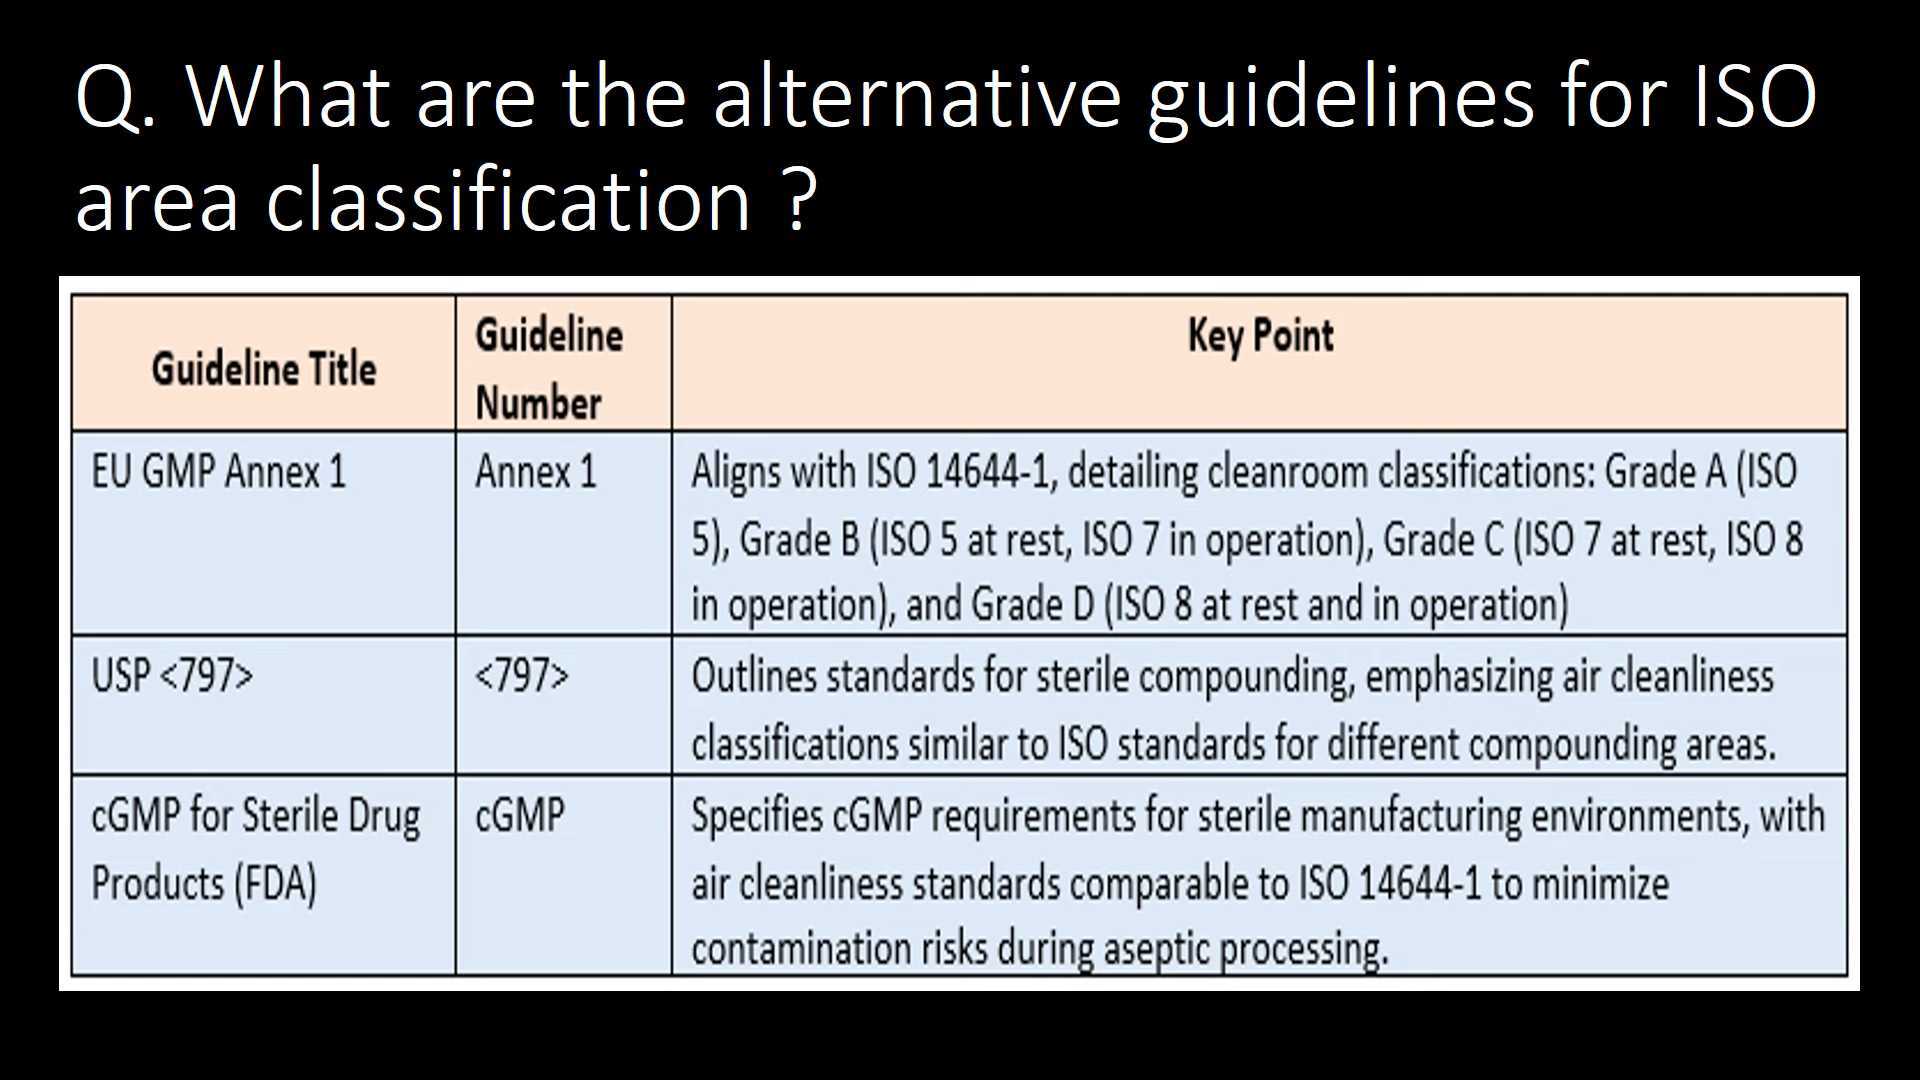 Q. What are the alternative guidelines for ISO
area classification ?
Guideline Title
Guideline
Number
Key Point
EU GMP Annex 1
Annex 1
Aligns with ISO 14644-1, detailing cleanroom classifications: Grade A (ISO
5), Grade B (ISO 5 at rest, ISO 7 in operation), Grade C (ISO 7 at rest, ISO 8
in operation), and Grade D (ISO 8 at rest and in operation)
USP <797>
<797>
Outlines standards for sterile compounding, emphasizing air cleanliness
classifications similar to ISO standards for different compounding areas.
cGMP for Sterile Drug
Products (FDA)
cGMP
Specifies cGMP requirements for sterile manufacturing environments, with
air cleanliness standards comparable to ISO 14644-1 to minimize
contamination risks during aseptic processing.